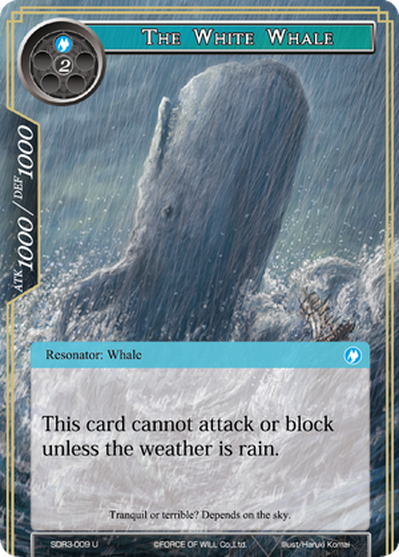 The White Whale
2
ATK 1000 / DEF 1000
Resonator: Whale
This card cannot attack or block
unless the weather is rain.
Tranquil or terrible? Depends on the sky.
SDR3-009 U ©FORCE OF WILL Co.,Ltd. Illust/Haruki Komai